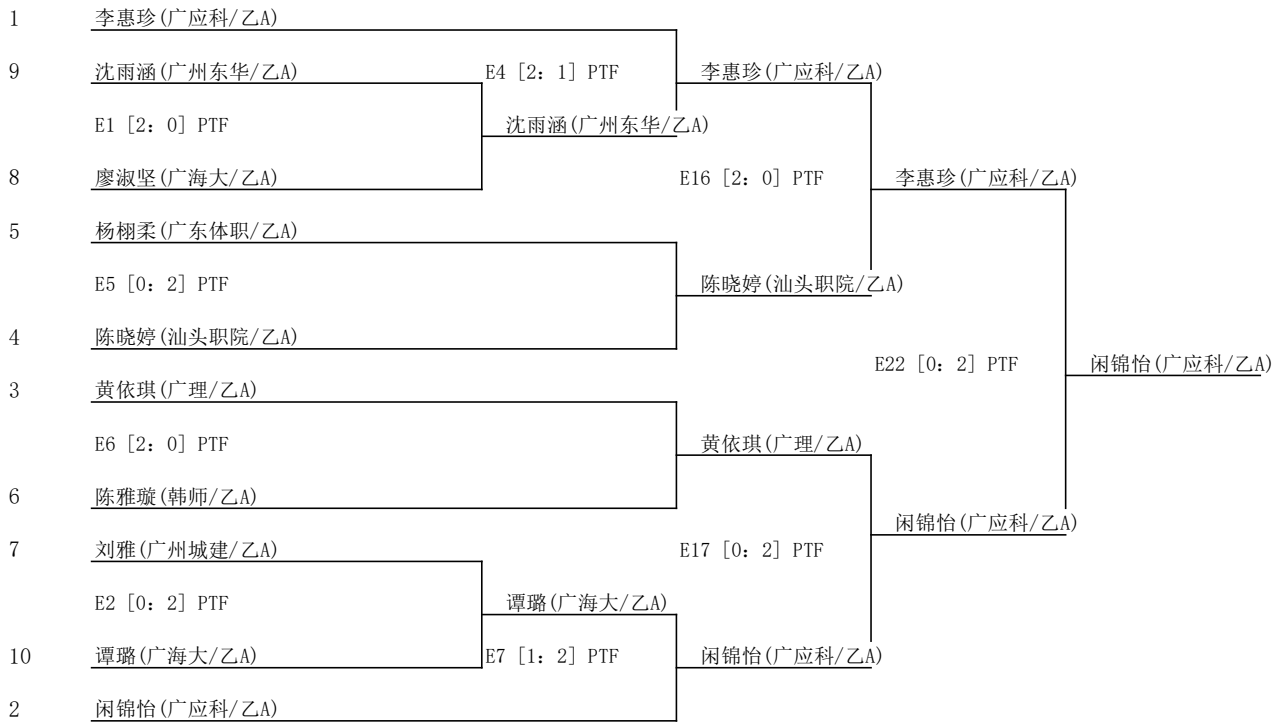 1 李惠珍(广应科/乙A)
9 沈雨涵(广州东华/乙A) E4 [2: 1] PTF 李惠珍(广应科/乙A)
E1 [2: 0] PTF 沈雨涵(广州东华/乙A)
8 廖淑坚(广海大/乙A) E16 [2: 0] PTF 李惠珍(广应科/乙A)
5 杨栩柔(广东体职/乙A)
E5 [0: 2] PTF 陈晓婷(汕头职院/乙A)
4 陈晓婷(汕头职院/乙A)
E22 [0: 2] PTF 闲锦怡(广应科/乙A)
3 黄依琪(广理/乙A)
E6 [2: 0] PTF 黄依琪(广理/乙A)
6 陈雅璇(韩师/乙A)
闲锦怡(广应科/乙A)
7 刘雅(广州城建/乙A) E17 [0: 2] PTF
E2 [0: 2] PTF 谭璐(广海大/乙A)
10 谭璐(广海大/乙A) E7 [1: 2] PTF 闲锦怡(广应科/乙A)
2 闲锦怡(广应科/乙A)